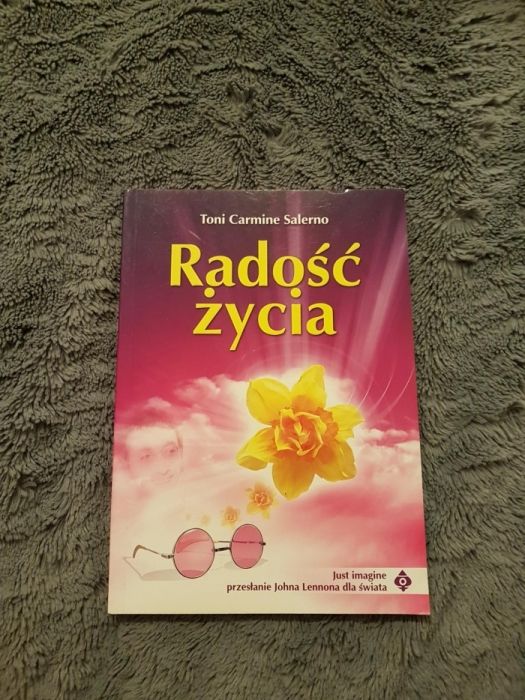 Toni Carmine Salerno
Radość
życia
Just imagine
przesłanie Johna Lennona dla świata